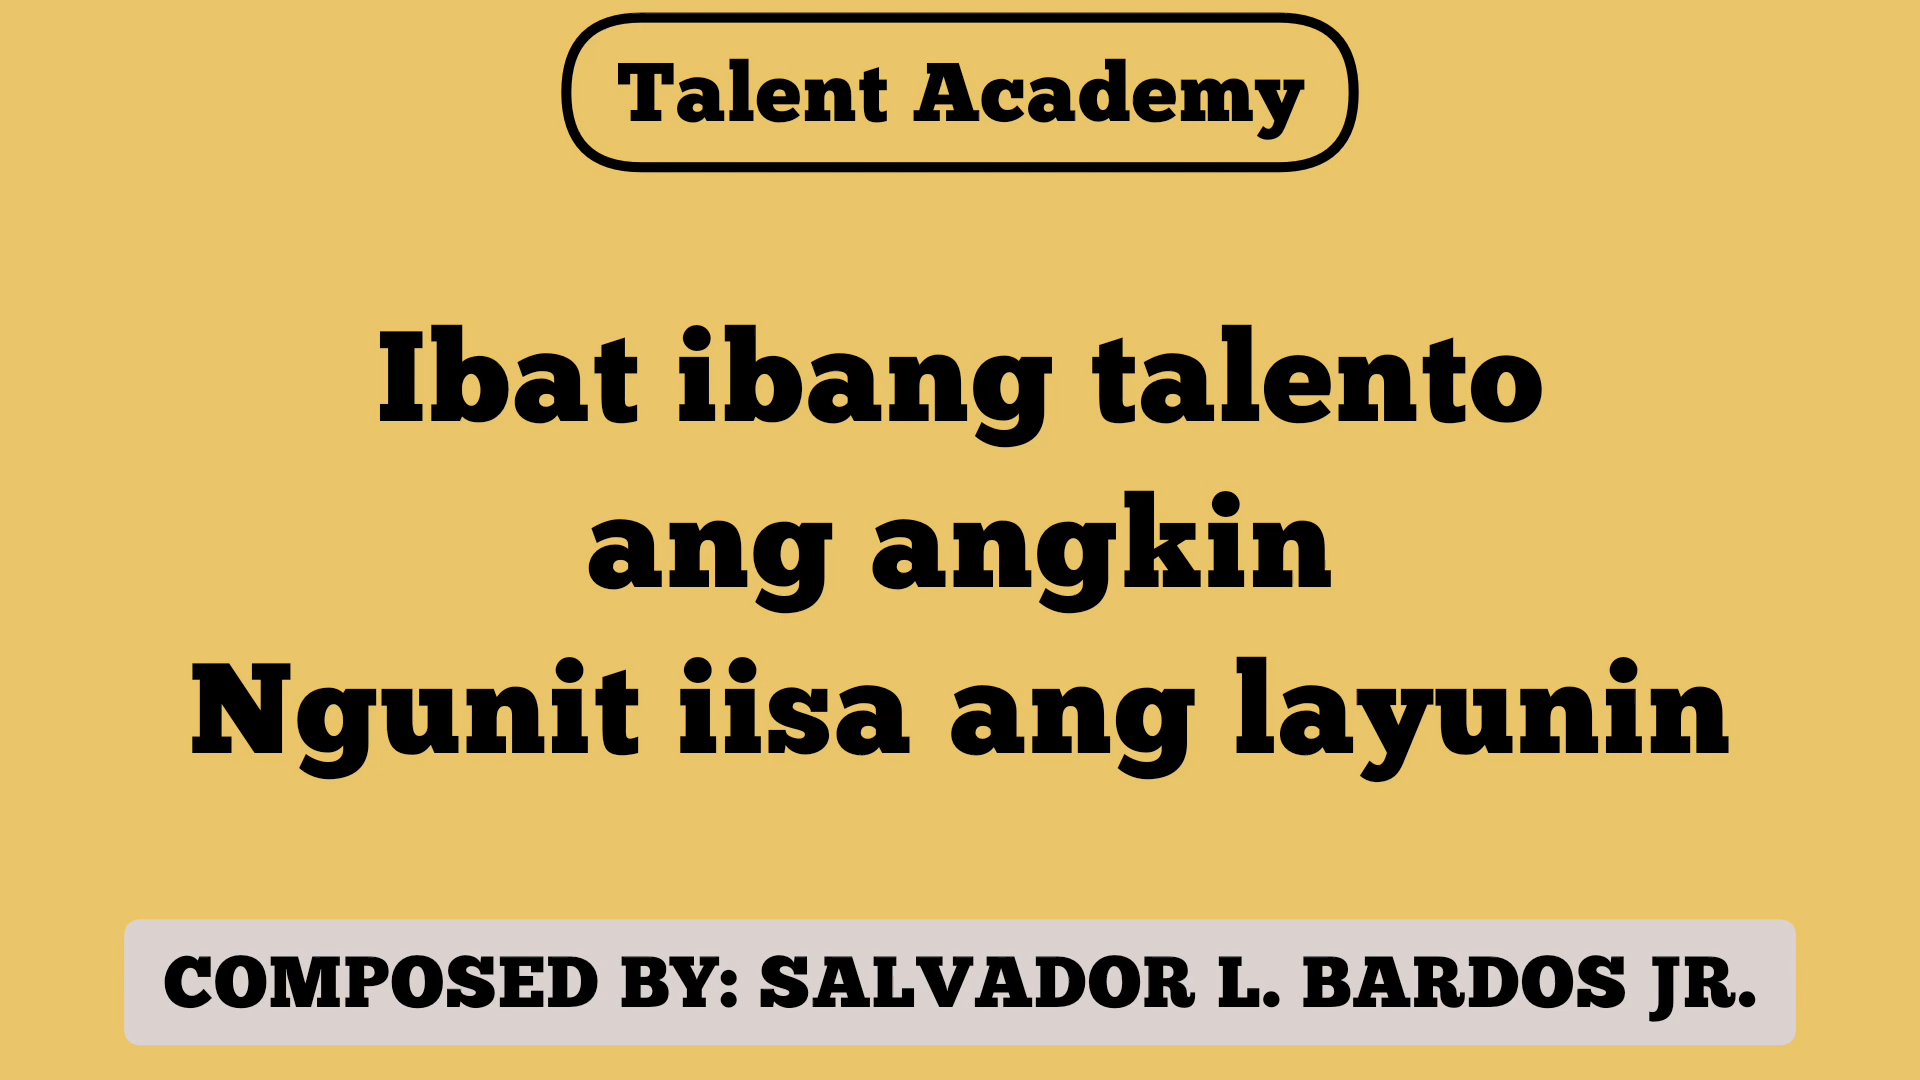 Talent Academy
Ibat ibang talento
ang angkin
Ngunit iisa ang layunin
COMPOSED BY: SALVADOR L. BARDOS JR.